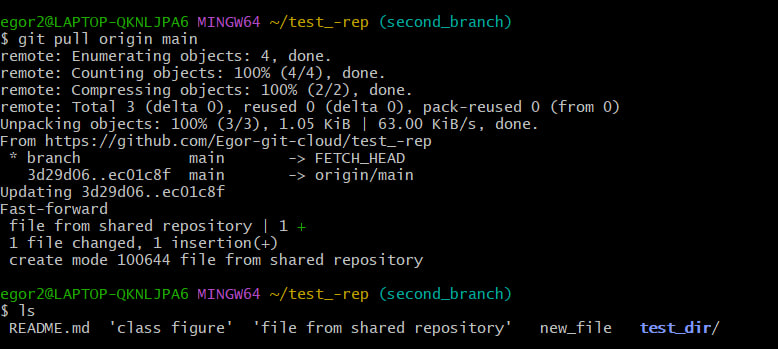 egor2@LAPTOP-QKNLJPA6 MINGW64 ~/test_-rep (second_branch)
$ git pull origin main
remote: Enumerating objects: 4, done.
remote: Counting objects: 100% (4/4), done.
remote: Compressing objects: 100% (2/2), done.
remote: Total 3 (delta 0), reused 0 (delta 0), pack-reused 0 (from 0)
Unpacking objects: 100% (3/3), 1.05 KiB | 63.00 KiB/s, done.
From https://github.com/Egor-git-cloud/test_-rep
 * branch            main       -> FETCH_HEAD
   3d29d06..ec01c8f  main       -> origin/main
Updating 3d29d06..ec01c8f
Fast-forward
 file from shared repository | 1 +
 1 file changed, 1 insertion(+)
 create mode 100644 file from shared repository
egor2@LAPTOP-QKNLJPA6 MINGW64 ~/test_-rep (second_branch)
$ ls
 README.md  'class figure'  'file from shared repository'   new_file   test_dir/